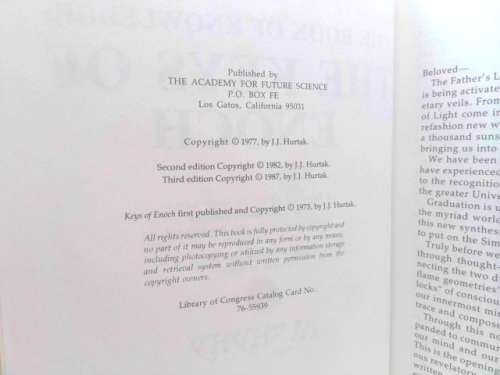 Published by
THE ACADEMY FOR FUTURE SCIENCE
P.O. BOX FE
Los Gatos, California 95031
Copyright © 1977, by J.J. Hurtak.
Second edition Copyright © 1982, by J.J. Hurtak.
Third edition Copyright © 1987, by J.J. Hurtak.
Keys of Enoch first published and Copyright © 1973, by J.J. Hurtak.
All rights reserved. This book is fully protected by copyright and
no part of it may be reproduced in any form or by any means,
including photocopying or utilized by any information storage
and retrieval system without written permission from the
copyright owners.
Library of Congress Catalog Card No.:
76-55939
Beloved—
The Father's L
is being activate
etary veils. From
of Light come in
refashion new w
a thousand suns
bringing us into
We have been
have experienced
to the recognition
the greater Unive
Graduation is u
the myriad world
this new synthesi
to put on the Sim
Truly before we
through thought-
necting the two d
flame geometries"
locks" of conscious
our innermost min
trace and compose
Through this no
panded to commun
our mind and our
This is the opening
ous revelatory
written